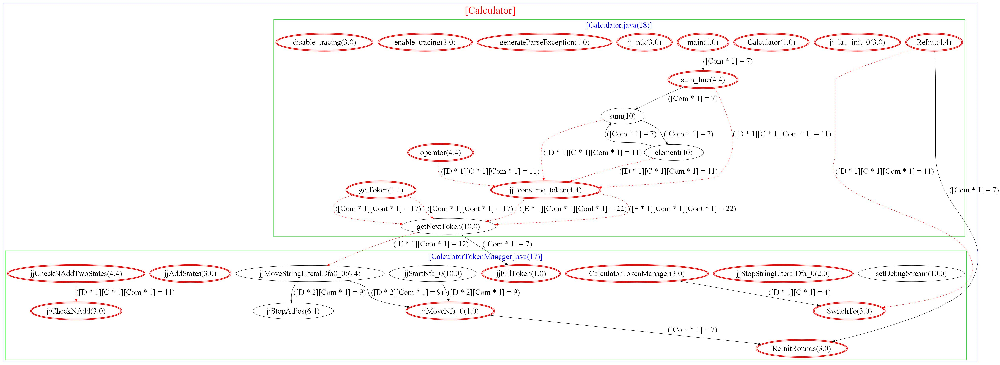 [Calculator]
[Calculator.java(18)]
disable_tracing(3.0)
enable_tracing(3.0)
generateParseException(1.0)
jj_ntk(3.0)
main(1.0)
Calculator(1.0)
jj_la1_init_0(3.0)
ReInit(4.4)
([Com * 1] = 7)
sum_line(4.4)
([Com * 1] = 7)
sum(10)
([Com * 1] = 7)
([Com * 1] = 7)
([D * 1][C * 1][Com * 1] = 11)
operator(4.4)
([D * 1][C * 1][Com * 1] = 11)
element(10)
([D * 1][C * 1][Com * 1] = 11)
([D * 1][C * 1][Com * 1] = 11)
([D * 1][C * 1][Com * 1] = 11)
getToken(4.4)
jj_consume_token(4.4)
([Com * 1] = 7)
([Com * 1][Cont * 1] = 17)
([Com * 1][Cont * 1] = 17)
([E * 1][Com * 1][Cont * 1] = 22)
([E * 1][Com * 1][Cont * 1] = 22)
getNextToken(10.0)
([E * 1][Com * 1] = 12)
([Com * 1] = 7)
[CalculatorTokenManager.java(17)]
jjCheckNAddTwoStates(4.4)
jjAddStates(3.0)
jjMoveStringLiteralDfa0_0(6.4)
jjStartNfa_0(10.0)
jjFillToken(1.0)
CalculatorTokenManager(3.0)
jjStopStringLiteralDfa_0(2.0)
setDebugStream(10.0)
([D * 1][C * 1][Com * 1] = 11)
([D * 2][Com * 1] = 9)
([D * 2][Com * 1] = 9)
([D * 2][Com * 1] = 9)
([D * 1][C * 1] = 4)
jjCheckNAdd(3.0)
jjStopAtPos(6.4)
jjMoveNfa_0(1.0)
SwitchTo(3.0)
([Com * 1] = 7)
ReInitRounds(3.0)